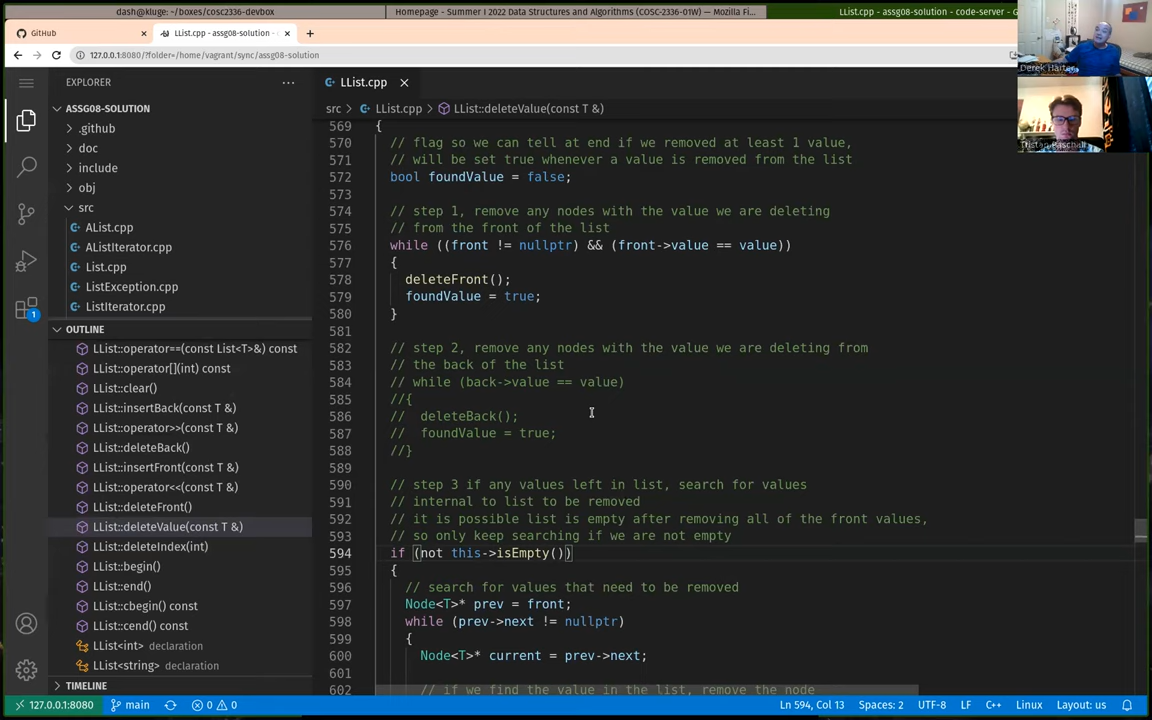 dash@kluge: ~/boxes/cosc2336-devbox
Homepage - Summer I 2022 Data Structures and Algorithms (COSC-2336-01W) — Mozilla Fi...
LList.cpp - assg08-solution - code-server - G
GitHub
LList.cpp - assg08-solution -
127.0.0.1:8080/?folder=/home/vagrant/sync/assg08-solution
EXPLORER
ASSG08-SOLUTION
.github
doc
include
obj
src
AList.cpp
AListIterator.cpp
List.cpp
ListException.cpp
ListIterator.cpp
OUTLINE
LList::operator==(const List<T>&) const
LList::operator[](int) const
LList::clear()
LList::insertBack(const T &)
LList::operator>>(const T &)
LList::deleteBack()
LList::insertFront(const T &)
LList::operator<<(const T &)
LList::deleteFront()
LList::deleteValue(const T &)
LList::deleteIndex(int)
LList::begin()
LList::end()
LList::cbegin() const
LList::cend() const
LList<int> declaration
LList<string> declaration
TIMELINE
1
LList.cpp
src > LList.cpp > LList::deleteValue(const T &)
569 {
570 // flag so we can tell at end if we removed at least 1 value,
571 // will be set true whenever a value is removed from the list
572 bool foundValue = false;
573
574 // step 1, remove any nodes with the value we are deleting
575 // from the front of the list
576 while ((front != nullptr) && (front->value == value))
577 {
578 deleteFront();
579 foundValue = true;
580 }
581
582 // step 2, remove any nodes with the value we are deleting from
583 // the back of the list
584 // while (back->value == value)
585 //{
586 // deleteBack();
587 // foundValue = true;
588 //}
589
590 // step 3 if any values left in list, search for values
591 // internal to list to be removed
592 // it is possible list is empty after removing all of the front values,
593 // so only keep searching if we are not empty
594 if (not this->isEmpty())
595 {
596 // search for values that need to be removed
597 Node<T>* prev = front;
598 while (prev->next != nullptr)
599 {
600 Node<T>* current = prev->next;
601
602 // if we find the value in the list, remove the node
Derek Harter
Tristan Paschall
127.0.0.1:8080
main
0 0
Ln 594, Col 13
Spaces: 2
UTF-8
LF
C++
Linux
Layout: us